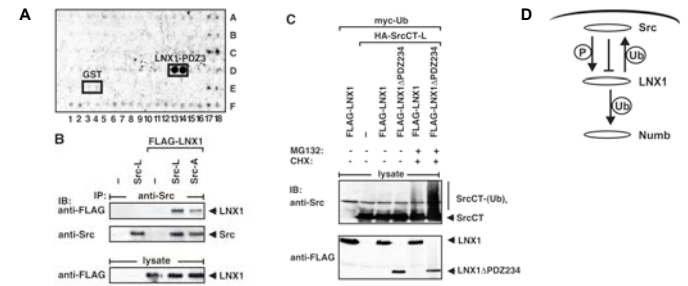 A
A
B
C
D
E
F
LNX1-PDZ3
GST
1 2 3 4 5 6 7 8 9 10 11 12 13 14 15 16 17 18
B
FLAG-LNX1
– Src-L – Src-L Src-A
IP: anti-Src
IB:
anti-FLAG LNX1
anti-Src Src
lysate
anti-FLAG LNX1
C
myc-Ub
HA-SrcCT-L
FLAG-LNX1 – FLAG-LNX1 FLAG-LNX1ΔPDZ234 FLAG-LNX1 FLAG-LNX1ΔPDZ234
MG132: - - - - + +
CHX: - - - - + +
lysate
IB:
anti-Src
SrcCT-(Ub),
SrcCT
LNX1
anti-FLAG
LNX1ΔPDZ234
D
Src
P Ub
LNX1
Ub
Numb